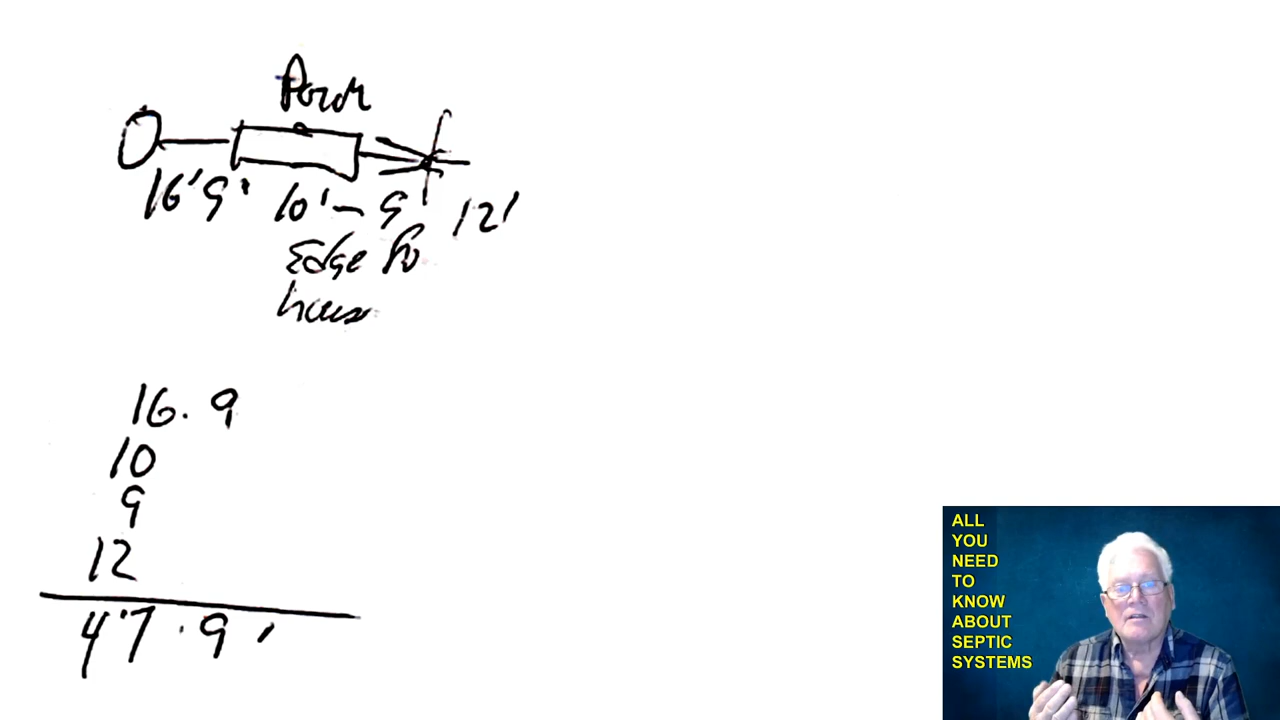 Porch
16'9" 10' - 9' 12'
Edge
house
16.9
10
9
12
47.9'
ALL
YOU
NEED
TO
KNOW
ABOUT
SEPTIC
SYSTEMS